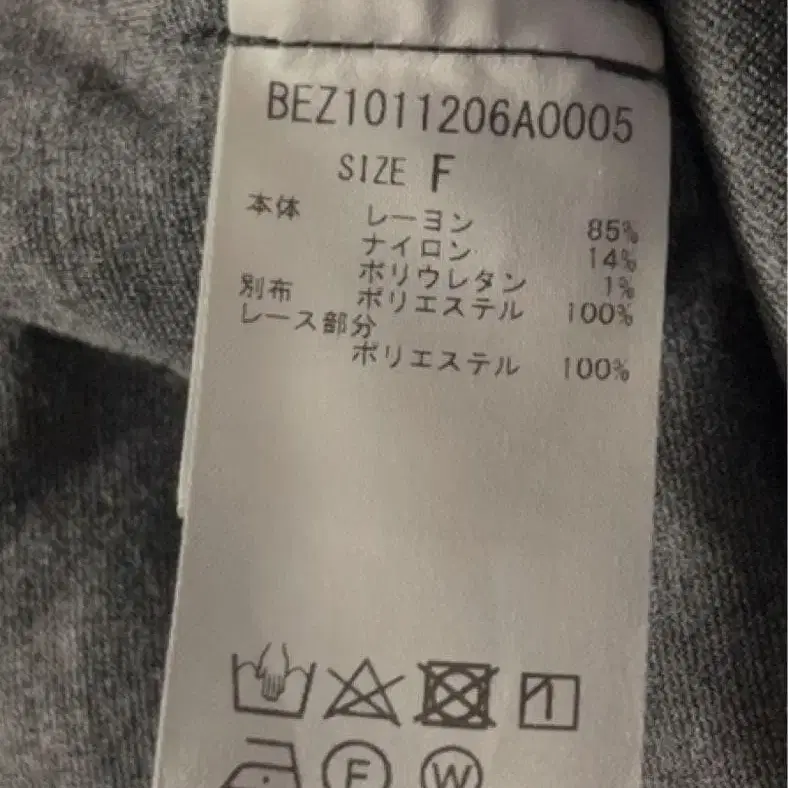 BEZ1011206A0005
SIZE F
本体 レーヨン 85%
ナイロン 14%
ポリウレタン 1%
別布 ポリエステル 100%
レース部分
ポリエステル 100%
F W